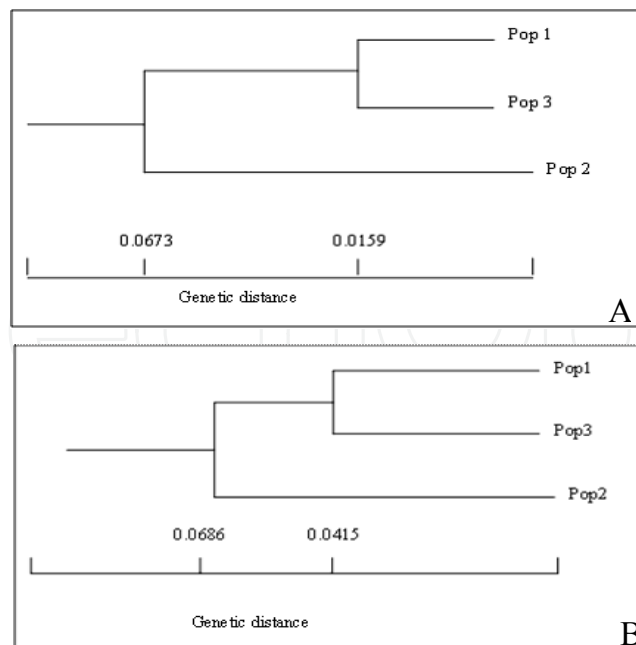 Pop 1
Pop 3
Pop 2
0.0673 0.0159
Genetic distance
A
Pop1
Pop3
Pop2
0.0686 0.0415
Genetic distance
B